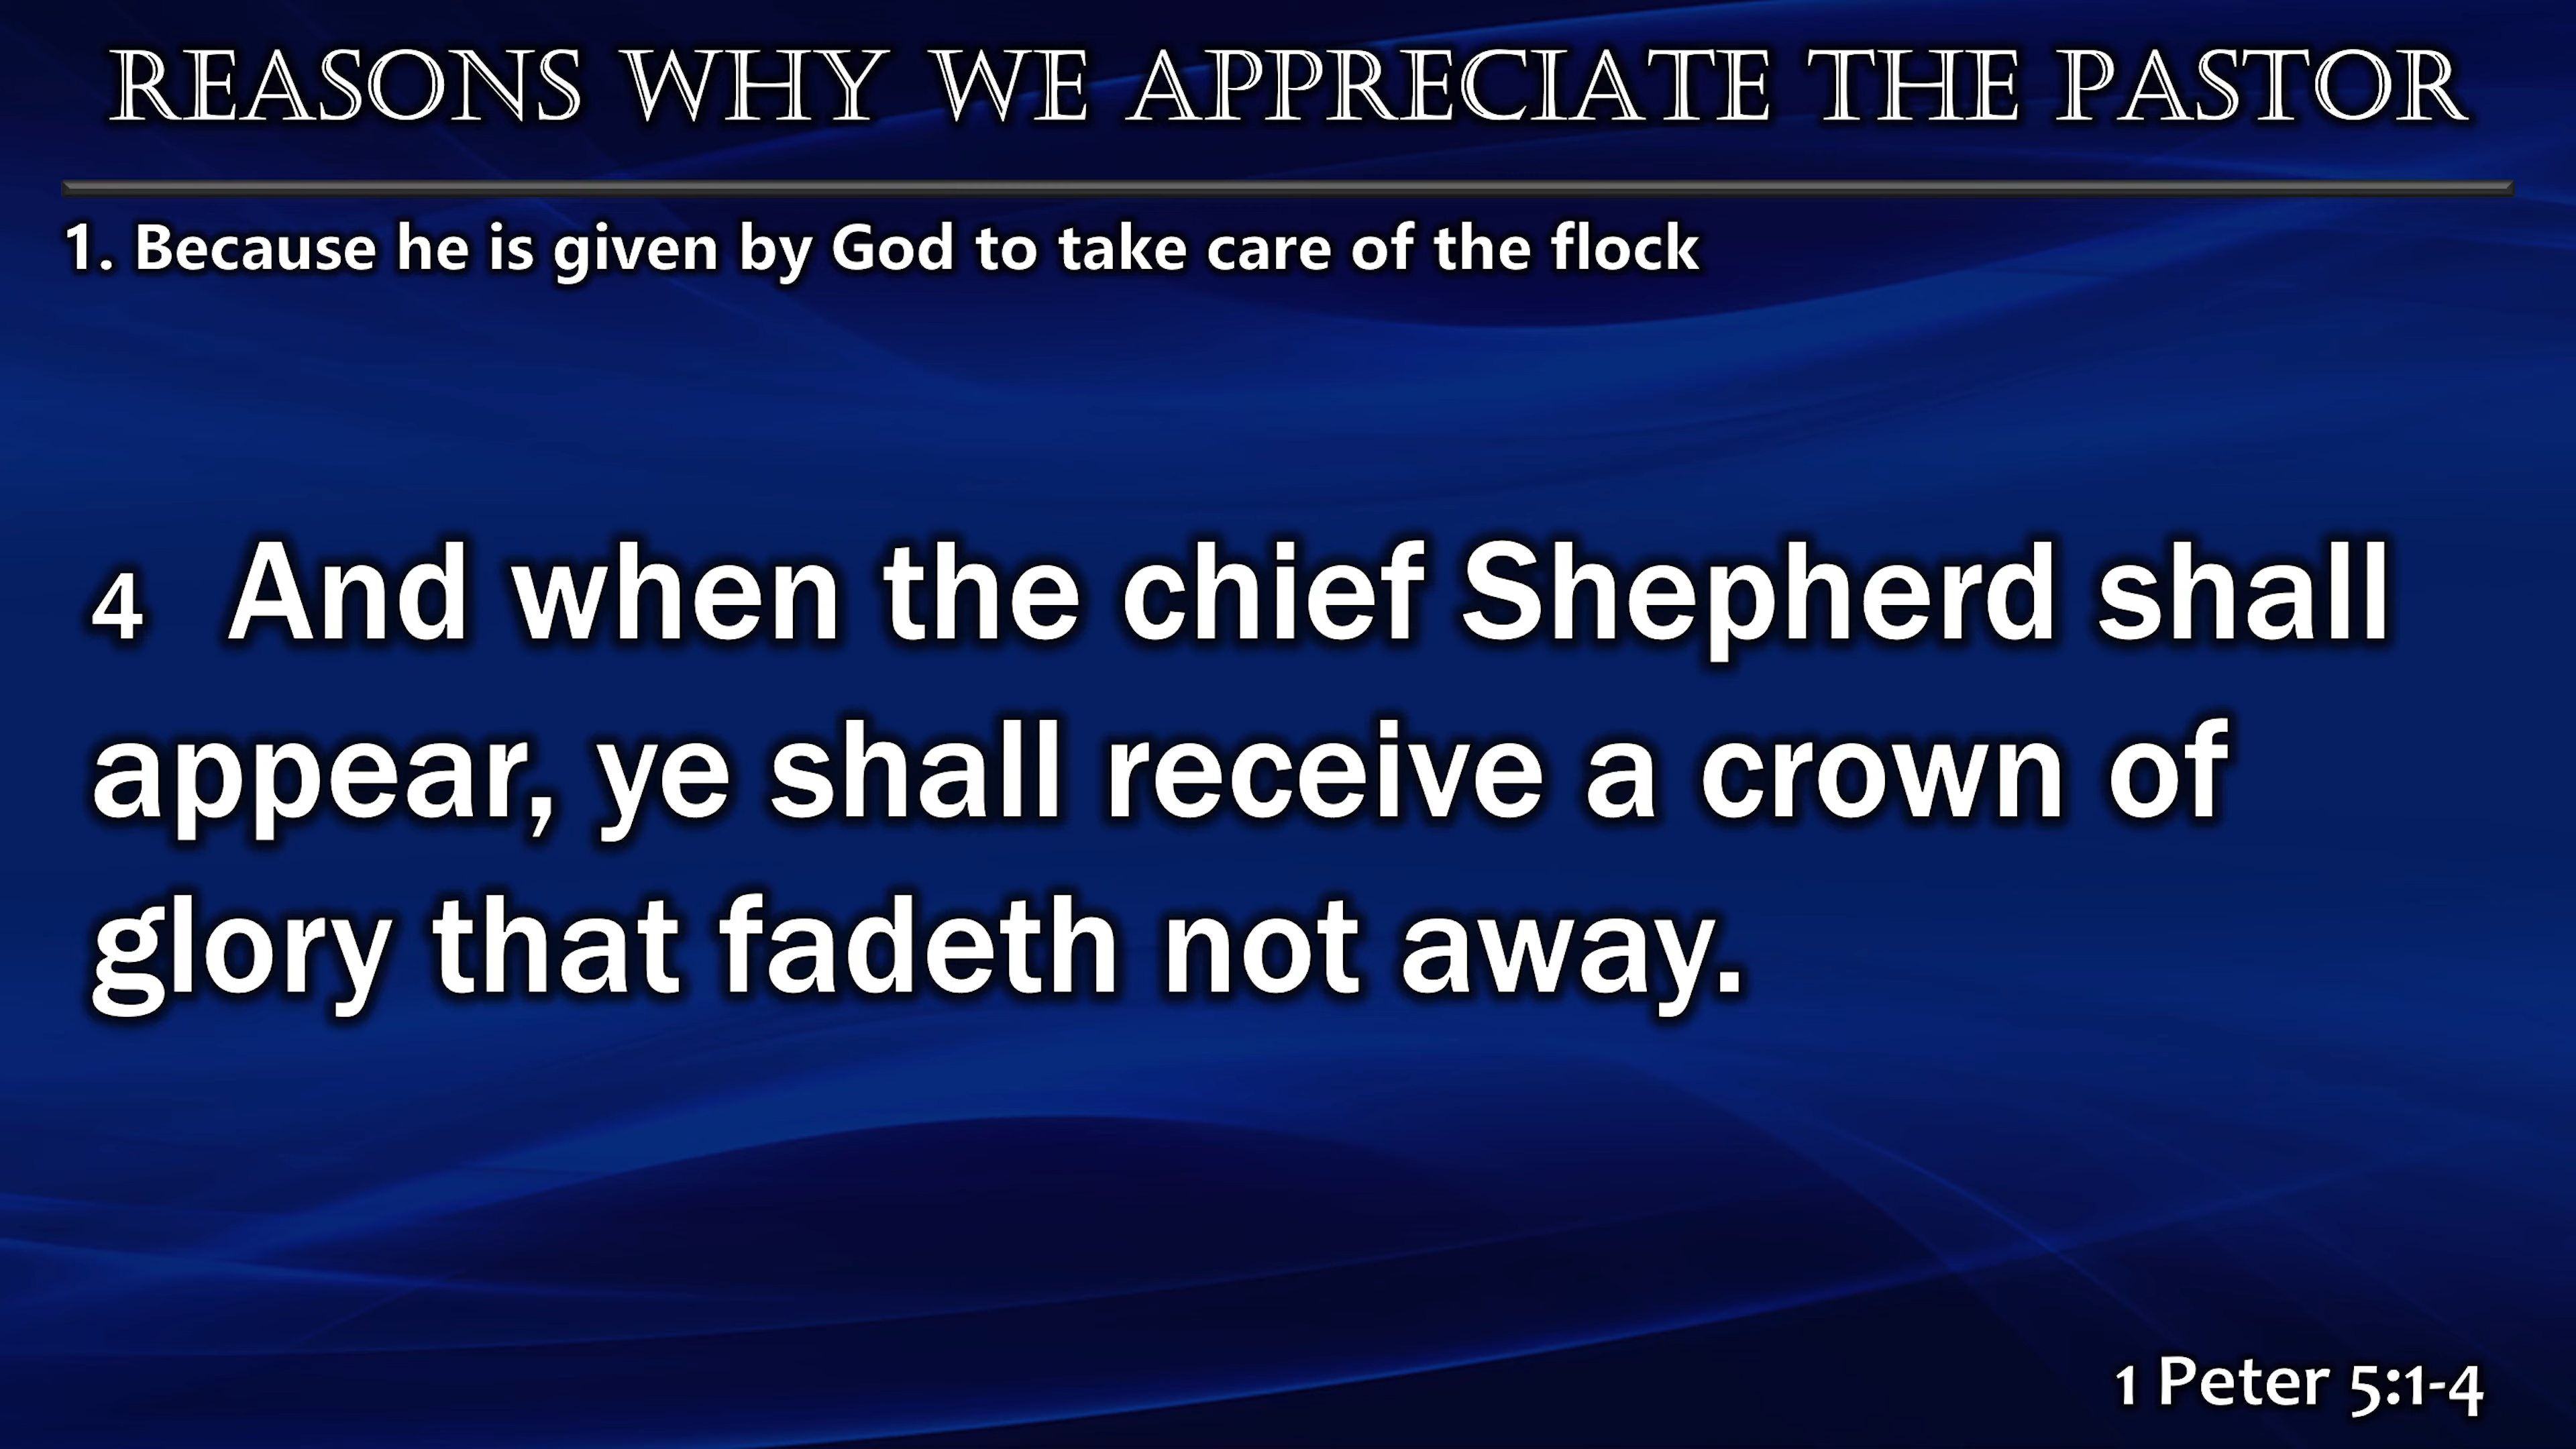 REASONS WHY WE APPRECIATE THE PASTOR
1. Because he is given by God to take care of the flock
4 And when the chief Shepherd shall
appear, ye shall receive a crown of
glory that fadeth not away.
1 Peter 5:1-4